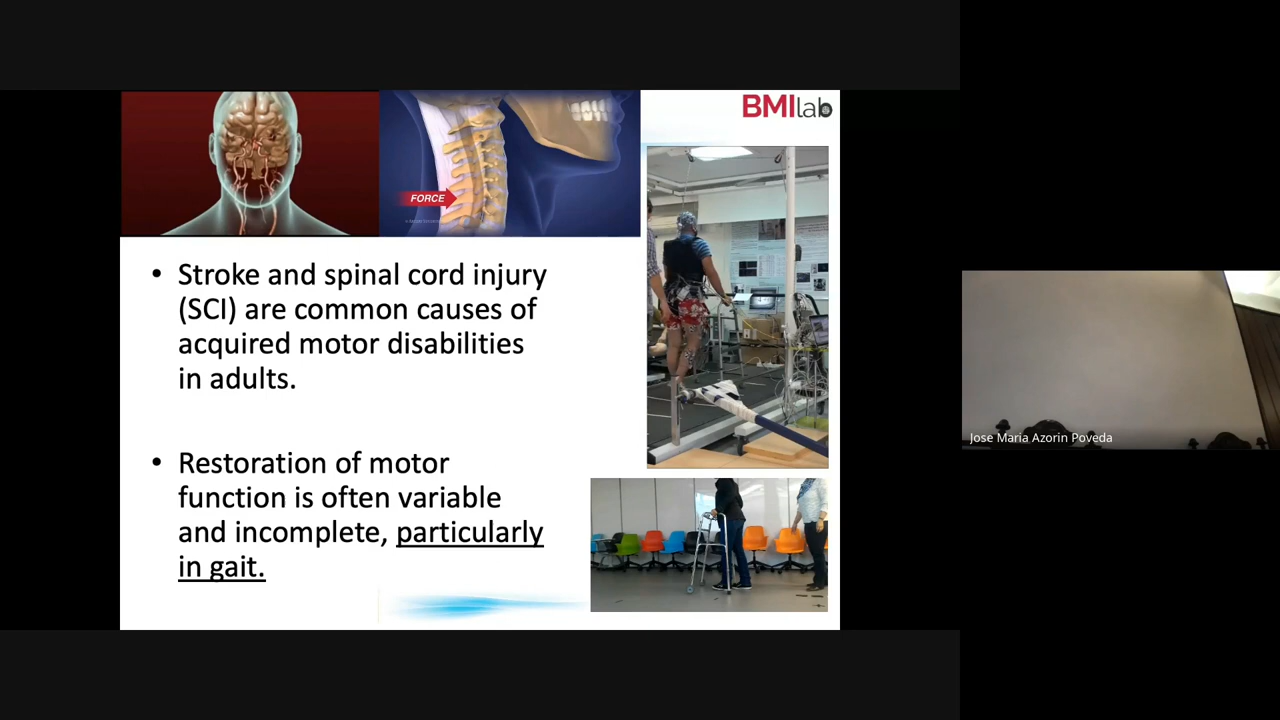 BMIlab
FORCE
• Stroke and spinal cord injury
(SCI) are common causes of
acquired motor disabilities
in adults.
• Restoration of motor
function is often variable
and incomplete, particularly
in gait.
Jose Maria Azorin Poveda